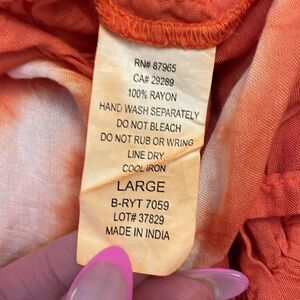 RN# 87965
CA# 29289
100% RAYON
HAND WASH SEPARATELY
DO NOT BLEACH
DO NOT RUB OR WRING
LINE DRY
COOL IRON
LARGE
B-RYT 7059
LOT# 37829
MADE IN INDIA